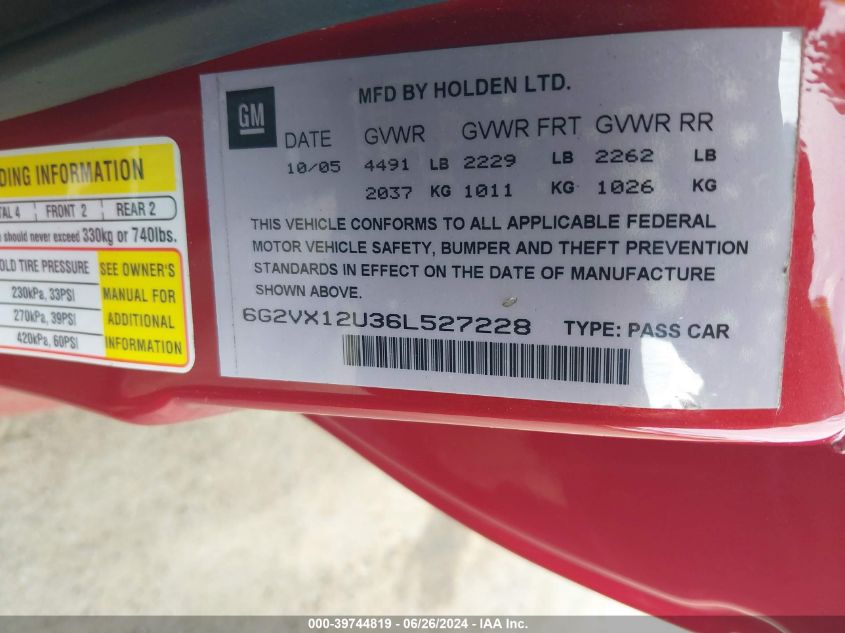 GM
MFD BY HOLDEN LTD.
DATE GVWR GVWR FRT GVWR RR
10/05 4491 LB 2229 LB 2262 LB
2037 KG 1011 KG 1026 KG
THIS VEHICLE CONFORMS TO ALL APPLICABLE FEDERAL
MOTOR VEHICLE SAFETY, BUMPER AND THEFT PREVENTION
STANDARDS IN EFFECT ON THE DATE OF MANUFACTURE
SHOWN ABOVE.
6G2VX12U36L527228 TYPE: PASS CAR
INFORMATION
FRONT 2 REAR 2
should never exceed 330kg or 740lbs.
TIRE PRESSURE SEE OWNER'S
230kPa, 33PSI MANUAL FOR
270kPa, 39PSI ADDITIONAL
420kPa, 60PSI INFORMATION
000-39744819 / 06/26/2024 - IAA Inc.